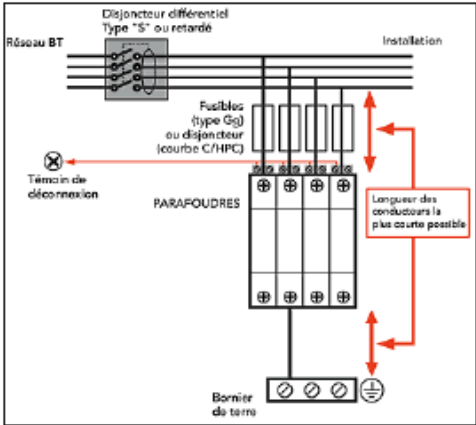 Disjoncteur différentiel
Type "S" ou retardé
Réseau BT
Installation
Fusibles
(type Gg)
ou disjoncteur
(courbe C/HPC)
Témoin de
déconnexion
PARAFOUDRES
Longueur des
conducteurs la
plus courte possible
Bornier
de terre